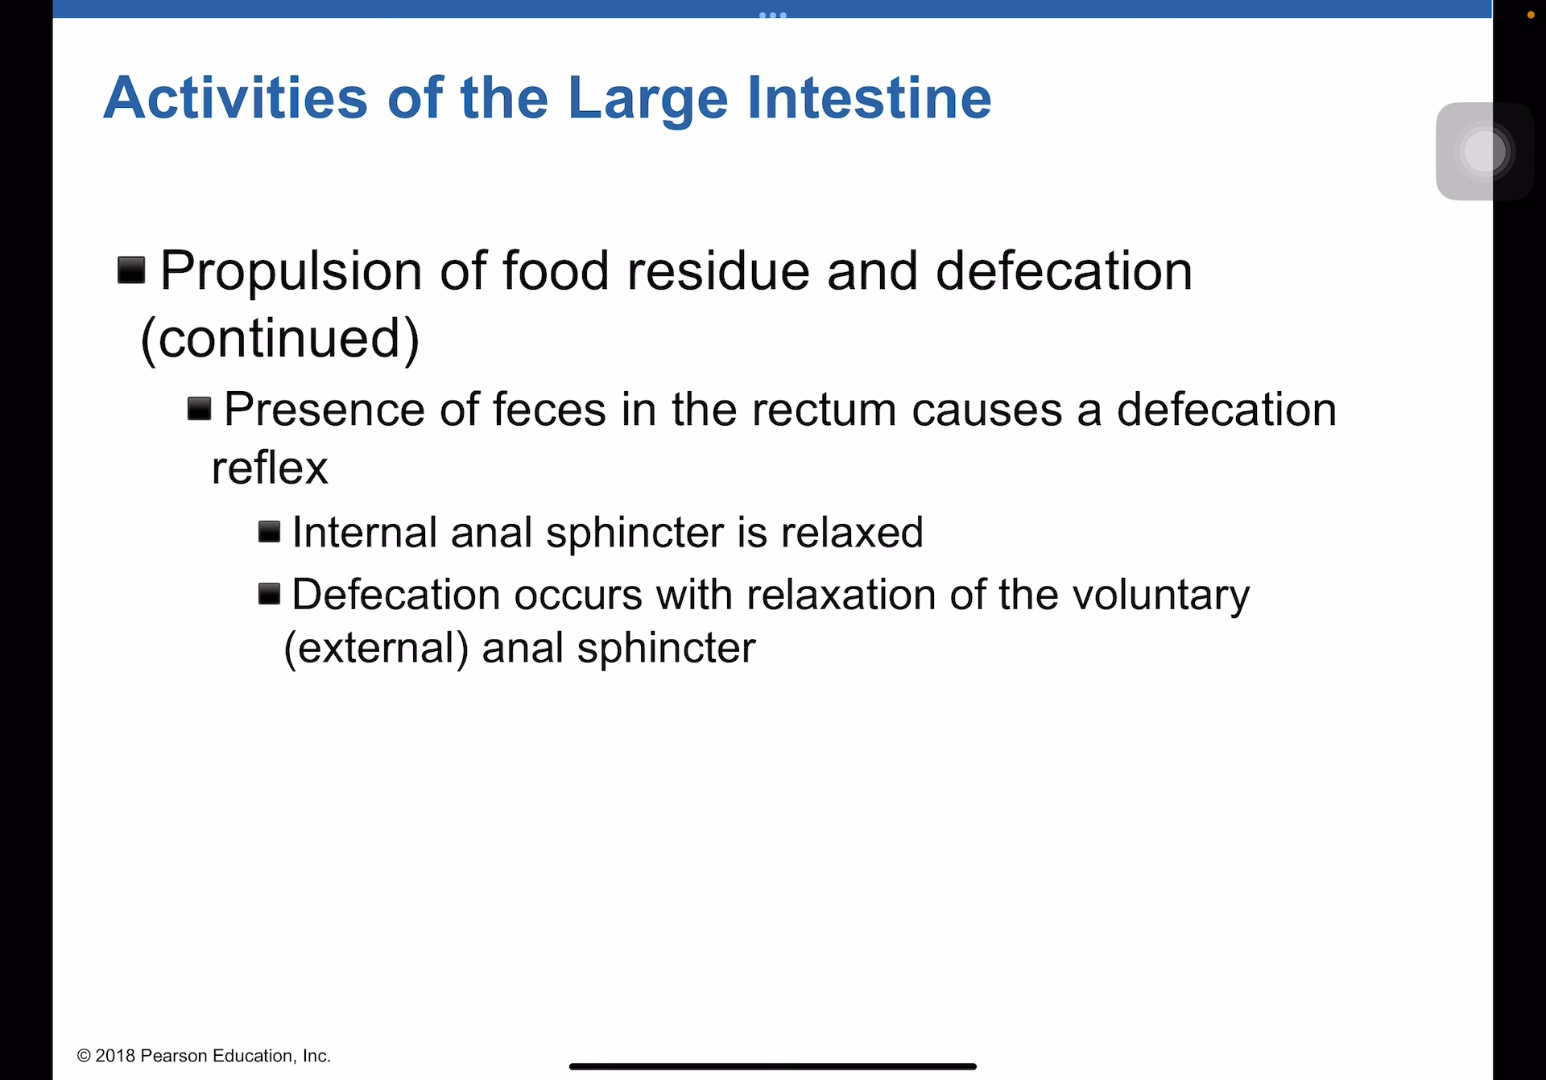 Activities of the Large Intestine
Propulsion of food residue and defecation
(continued)
Presence of feces in the rectum causes a defecation
reflex
Internal anal sphincter is relaxed
Defecation occurs with relaxation of the voluntary
(external) anal sphincter
© 2018 Pearson Education, Inc.